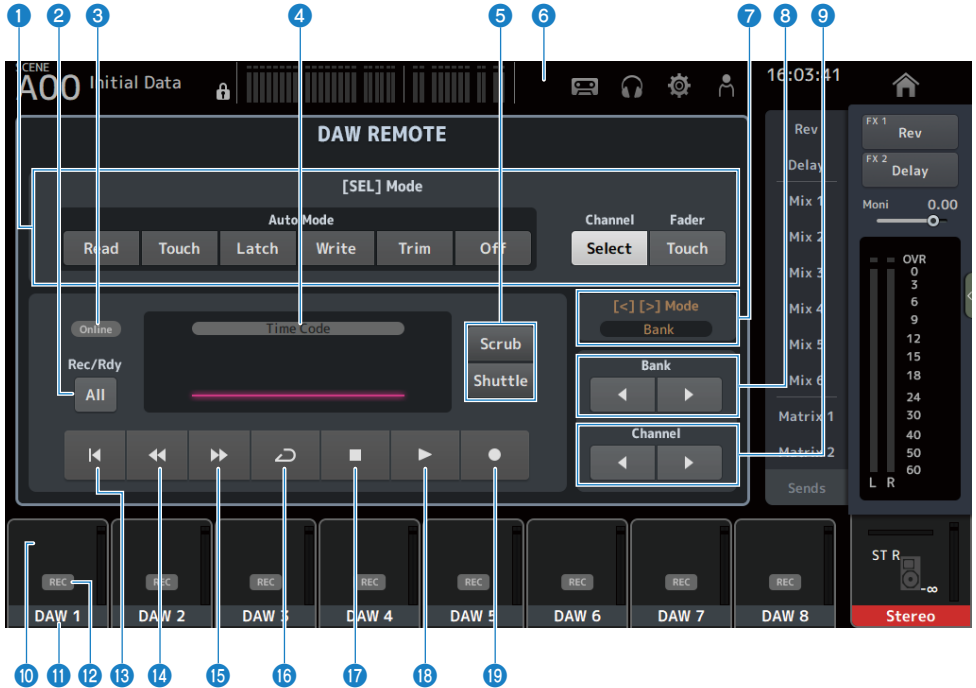 1 2 3 4 5 6 7 8 9
SCENE
A00 Initial Data
16:03:41
DAW REMOTE
[SEL] Mode
Auto Mode
Read Touch Latch Write Trim Off
Channel Fader
Select Touch
Online
Time Code
Rec/Rdy
All
Scrub
Shuttle
[<] [>] Mode
Bank
Bank
Channel
Rev
Delay
Mix 1
Mix 2
Mix 3
Mix 4
Mix 5
Mix 6
Matrix 1
Matrix 2
Sends
FX 1
Rev
FX 2
Delay
Moni 0.00
OVR
0
3
6
9
12
15
18
24
30
40
50
60
L R
REC REC REC REC REC REC REC REC
DAW 1 DAW 2 DAW 3 DAW 4 DAW 5 DAW 6 DAW 7 DAW 8
ST R
-∞
Stereo
10 11 12 13 14 15 16 17 18 19